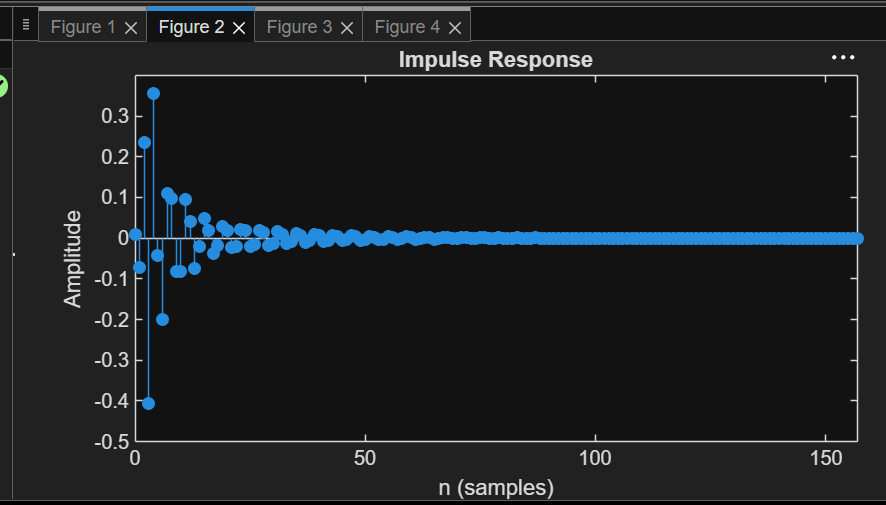 Figure 1 × Figure 2 × Figure 3 × Figure 4 ×
Impulse Response
0.3
0.2
0.1
0
-0.1
-0.2
-0.3
-0.4
-0.5
Amplitude
0 50 100 150
n (samples)